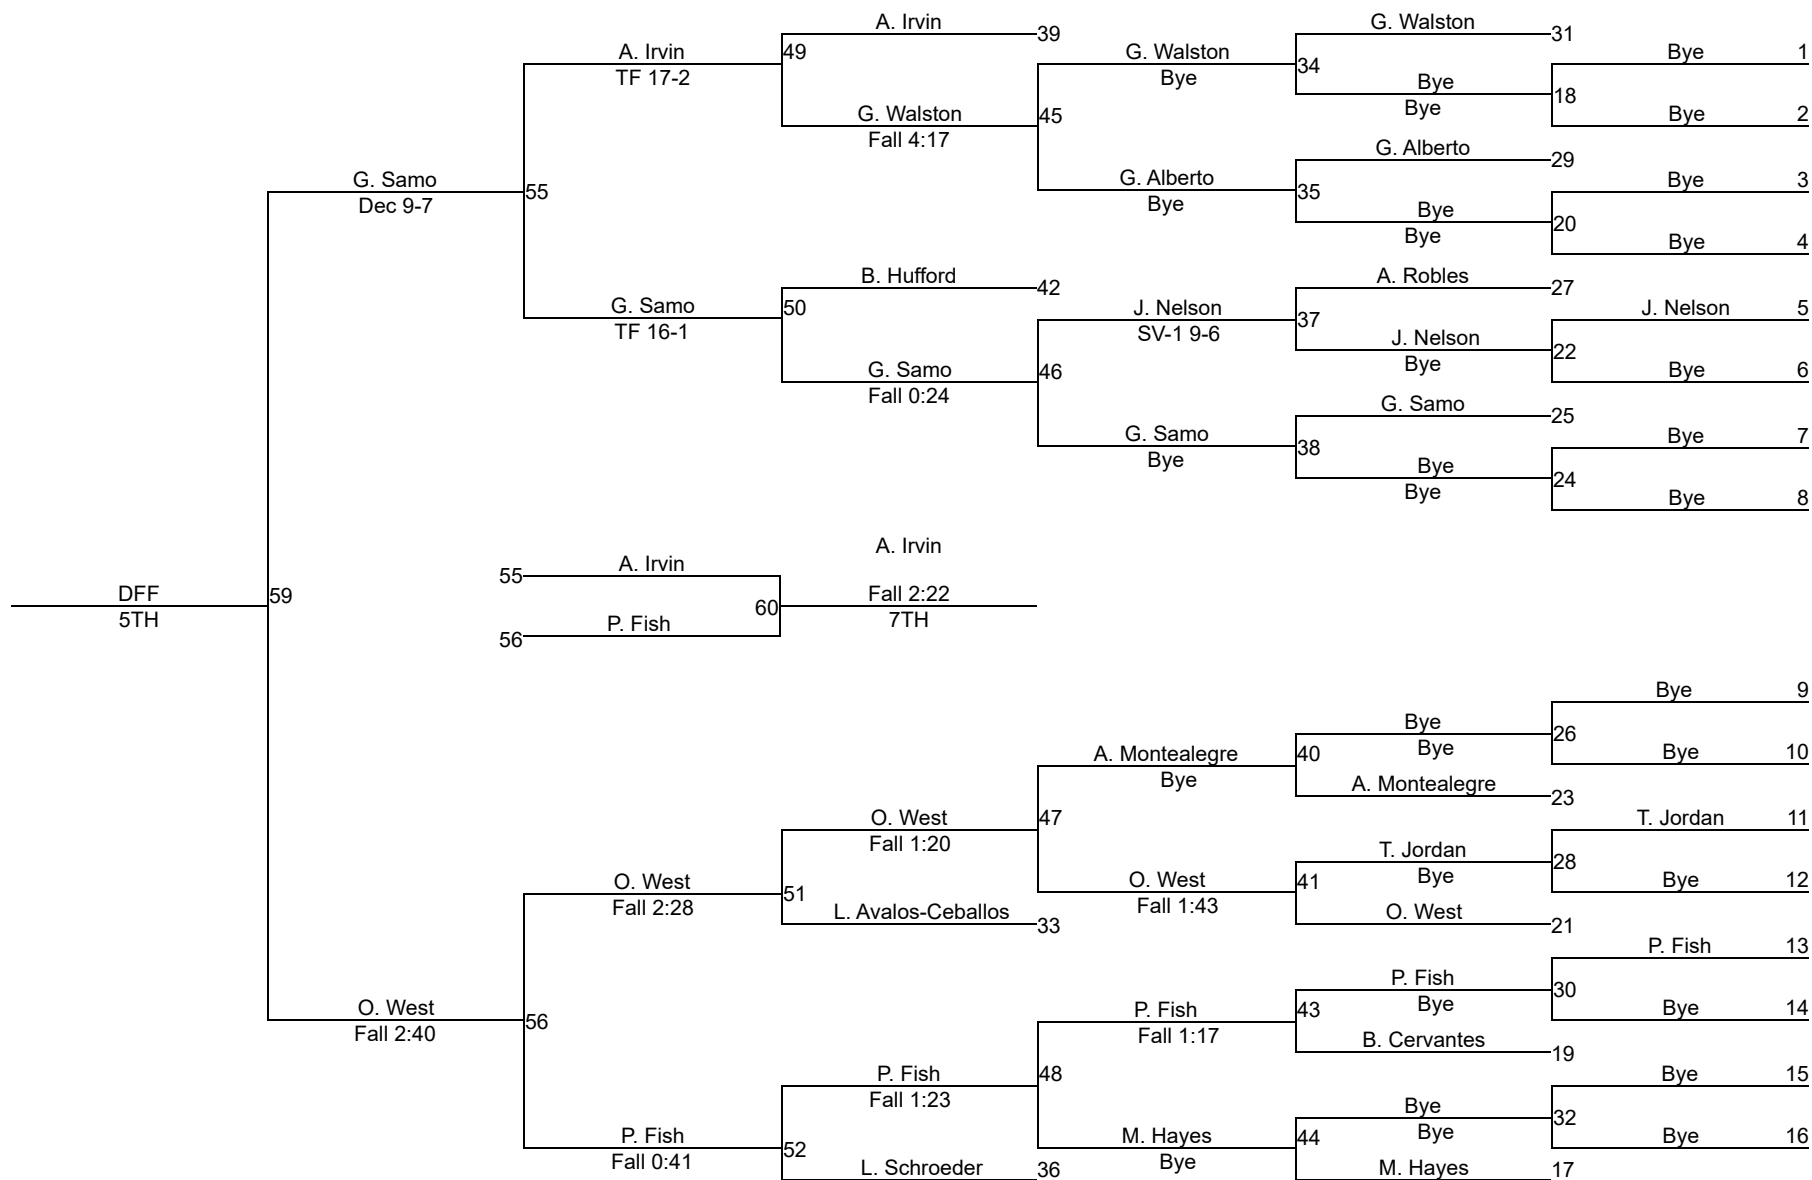 A. Irvin
39
G. Walston
31
A. Irvin
49
G. Walston
34
Bye
1
TF 17-2
Bye
Bye
18
Bye
G. Walston
45
Bye
2
Fall 4:17
G. Alberto
29
G. Samo
55
G. Alberto
35
Bye
3
Dec 9-7
Bye
Bye
20
Bye
Bye
4
B. Hufford
42
A. Robles
27
G. Samo
50
J. Nelson
37
J. Nelson
5
TF 16-1
SV-1 9-6
J. Nelson
22
Bye
G. Samo
46
Bye
6
Fall 0:24
G. Samo
25
G. Samo
38
Bye
7
Bye
Bye
24
Bye
Bye
8
A. Irvin
55
A. Irvin
DFF
59
60
Fall 2:22
5TH
P. Fish
7TH
56
Bye
9
Bye
26
A. Montealegre
40
Bye
Bye
10
Bye
A. Montealegre
23
O. West
47
T. Jordan
11
Fall 1:20
T. Jordan
28
O. West
51
O. West
41
Bye
Bye
12
Fall 2:28
L. Avalos-Ceballos
33
Fall 1:43
O. West
21
P. Fish
13
P. Fish
30
O. West
56
P. Fish
43
Bye
Bye
14
Fall 2:40
Fall 1:17
B. Cervantes
19
P. Fish
48
Bye
15
Fall 1:23
Bye
32
P. Fish
52
M. Hayes
44
Bye
Bye
16
Fall 0:41
L. Schroeder
36
Bye
M. Hayes
17